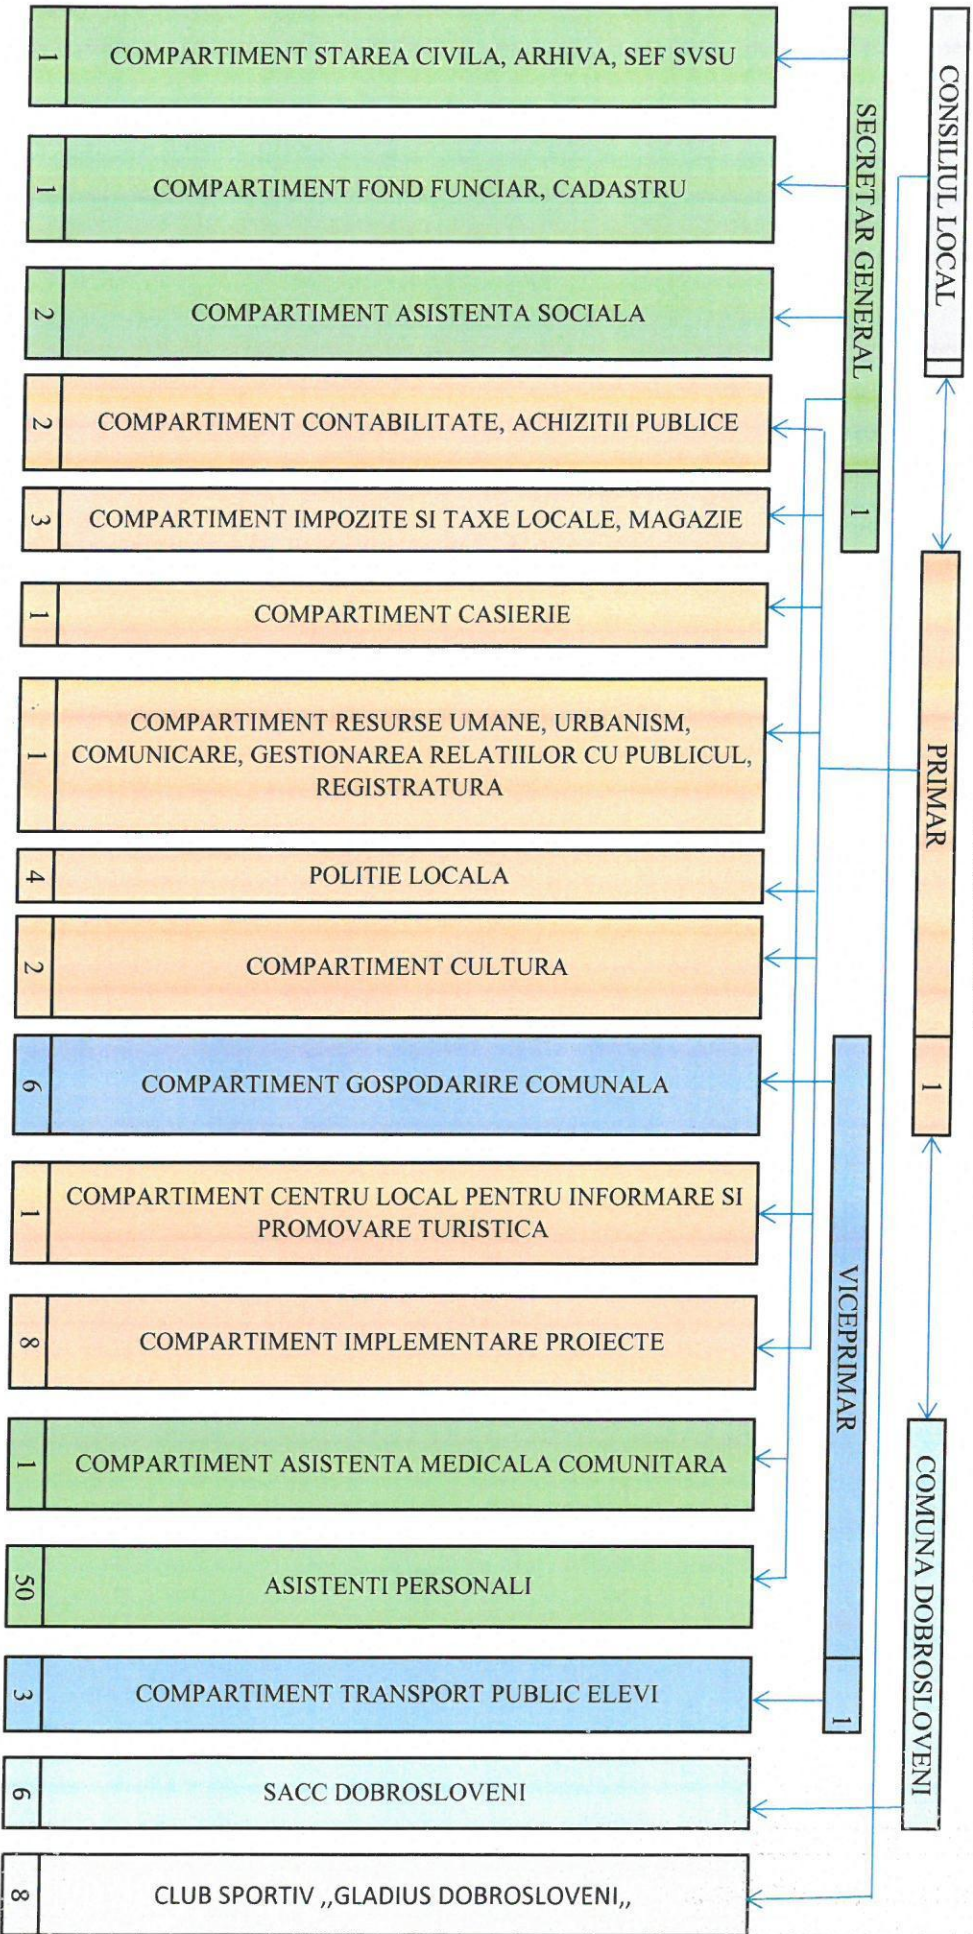 CONSILIUL LOCAL
PRIMAR
1
COMUNA DOBROSLOVENI
SECRETAR GENERAL
1
VICEPRIMAR
1
COMPARTIMENT STAREA CIVILA, ARHIVA, SEF SVSU
1
COMPARTIMENT FOND FUNCIAR, CADASTRU
1
COMPARTIMENT ASISTENTA SOCIALA
2
COMPARTIMENT CONTABILITATE, ACHIZITII PUBLICE
2
COMPARTIMENT IMPOZITE SI TAXE LOCALE, MAGAZIE
3
COMPARTIMENT CASIERIE
1
COMPARTIMENT RESURSE UMANE, URBANISM,
COMUNICARE, GESTIONAREA RELATIILOR CU PUBLICUL,
REGISTRATURA
1
POLITIE LOCALA
4
COMPARTIMENT CULTURA
2
COMPARTIMENT GOSPODARIRE COMUNALA
6
COMPARTIMENT CENTRU LOCAL PENTRU INFORMARE SI
PROMOVARE TURISTICA
1
COMPARTIMENT IMPLEMENTARE PROIECTE
8
COMPARTIMENT ASISTENTA MEDICALA COMUNITARA
1
ASISTENTI PERSONALI
50
COMPARTIMENT TRANSPORT PUBLIC ELEVI
3
SACC DOBROSLOVENI
6
CLUB SPORTIV ,,GLADIUS DOBROSLOVENI,,
8